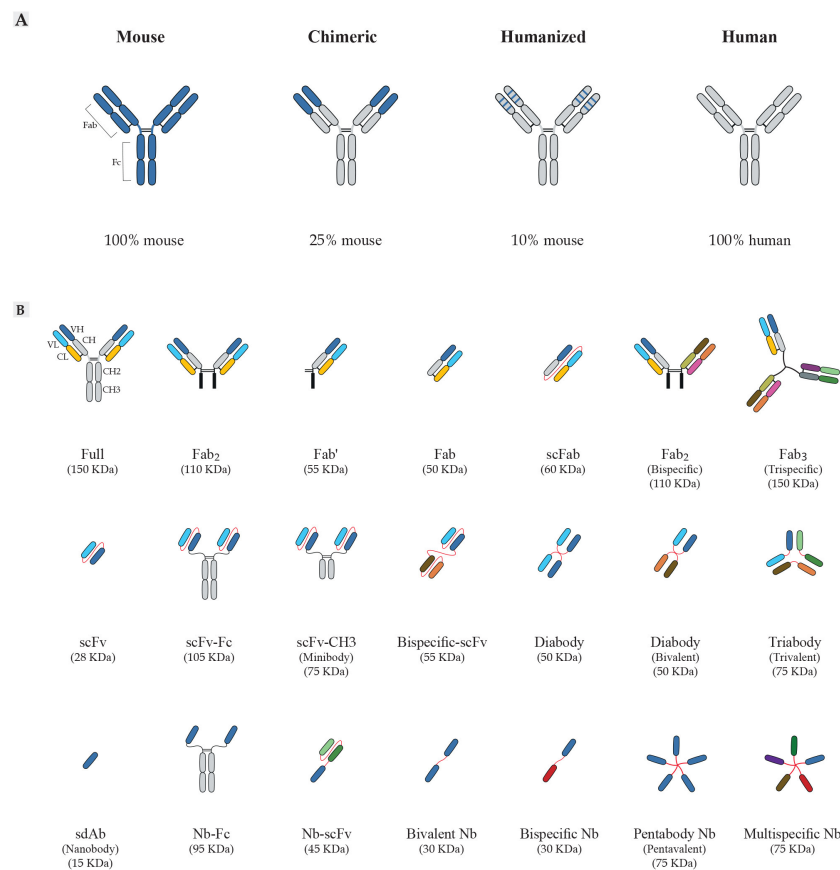 A
Mouse
Chimeric
Humanized
Human
Fab
Fc
100% mouse
25% mouse
10% mouse
100% human
B
VH
VL
CH
CL
CH2
CH3
Full
(150 KDa)
Fab2
(110 KDa)
Fab'
(55 KDa)
Fab
(50 KDa)
scFab
(60 KDa)
Fab2
(Bispecific)
(110 KDa)
Fab3
(Trispecific)
(150 KDa)
scFv
(28 KDa)
scFv-Fc
(105 KDa)
scFv-CH3
(Minibody)
(75 KDa)
Bispecific-scFv
(55 KDa)
Diabody
(50 KDa)
Diabody
(Bivalent)
(50 KDa)
Triabody
(Trivalent)
(75 KDa)
sdAb
(Nanobody)
(15 KDa)
Nb-Fc
(95 KDa)
Nb-scFv
(45 KDa)
Bivalent Nb
(30 KDa)
Bispecific Nb
(30 KDa)
Pentabody Nb
(Pentavalent)
(75 KDa)
Multispecific Nb
(75 KDa)